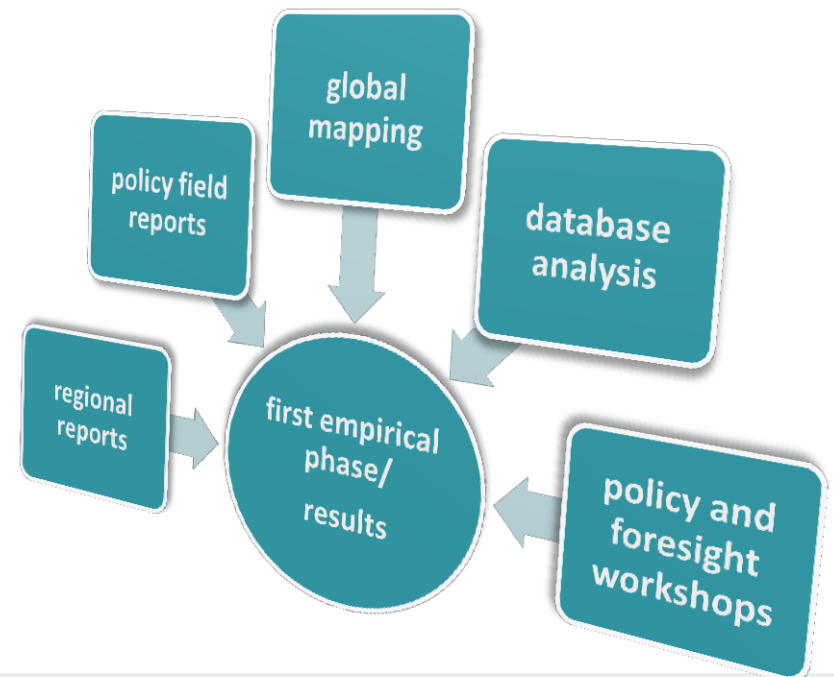 global
mapping
policy field
reports
database
analysis
regional
reports
first empirical
phase/
results
policy and
foresight
workshops